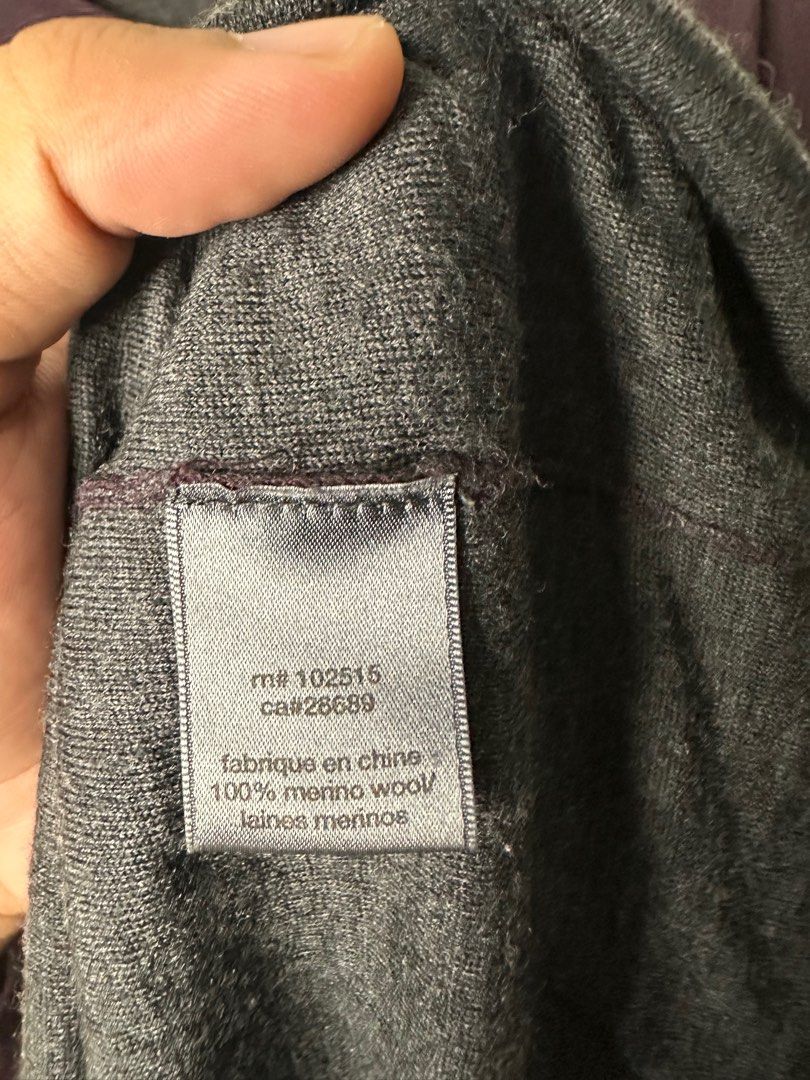 rn# 102515
ca#26689
fabrique en chine
100% merino wool/
laines merinos